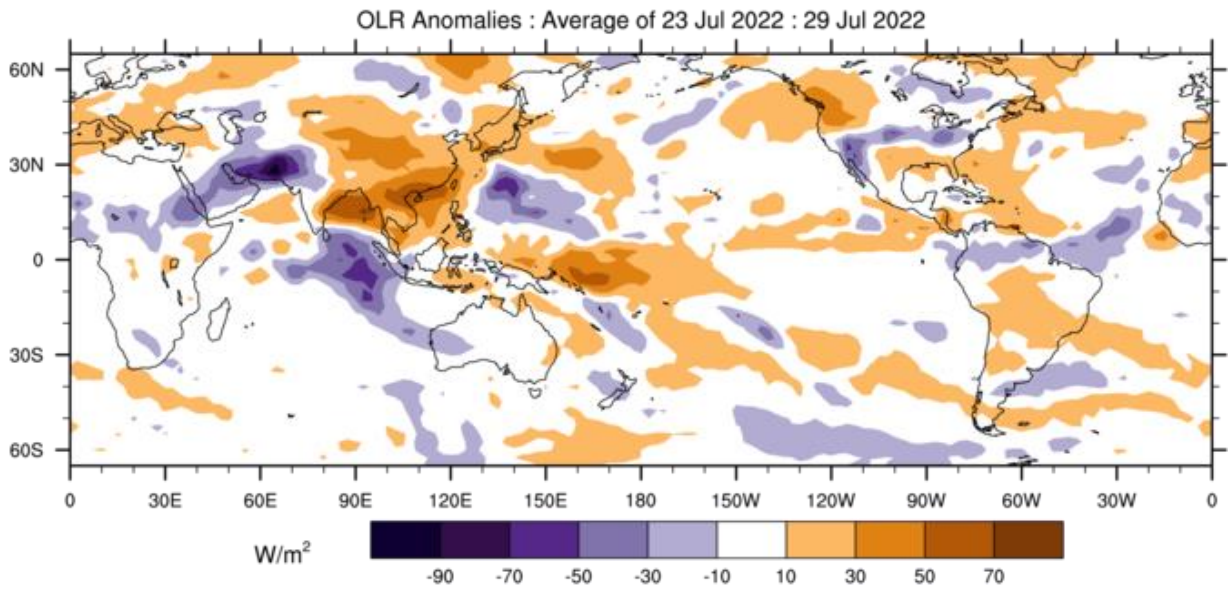 OLR Anomalies : Average of 23 Jul 2022 : 29 Jul 2022
60N
30N
0
30S
60S
0 30E 60E 90E 120E 150E 180 150W 120W 90W 60W 30W 0
W/m²
-90 -70 -50 -30 -10 10 30 50 70